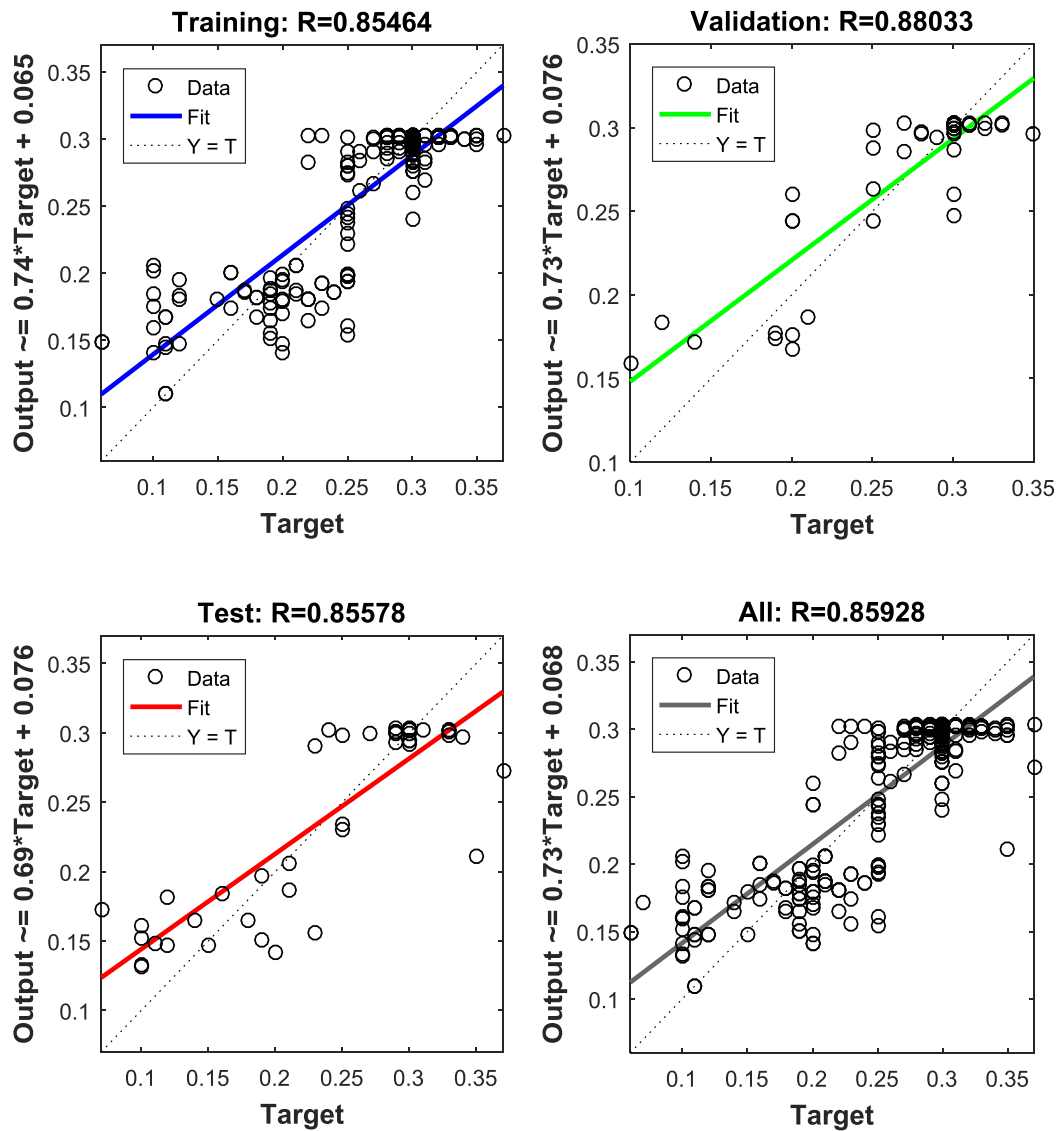 Training: R=0.85464
Output ~= 0.74*Target + 0.065
0.35
0.3
0.25
0.2
0.15
0.1
Data
Fit
Y = T
0.1 0.15 0.2 0.25 0.3 0.35
Target
Validation: R=0.88033
Output ~= 0.73*Target + 0.076
0.35
0.3
0.25
0.2
0.15
0.1
Data
Fit
Y = T
0.1 0.15 0.2 0.25 0.3 0.35
Target
Test: R=0.85578
Output ~= 0.69*Target + 0.076
0.35
0.3
0.25
0.2
0.15
0.1
Data
Fit
Y = T
0.1 0.15 0.2 0.25 0.3 0.35
Target
All: R=0.85928
Output ~= 0.73*Target + 0.068
0.35
0.3
0.25
0.2
0.15
0.1
Data
Fit
Y = T
0.1 0.15 0.2 0.25 0.3 0.35
Target